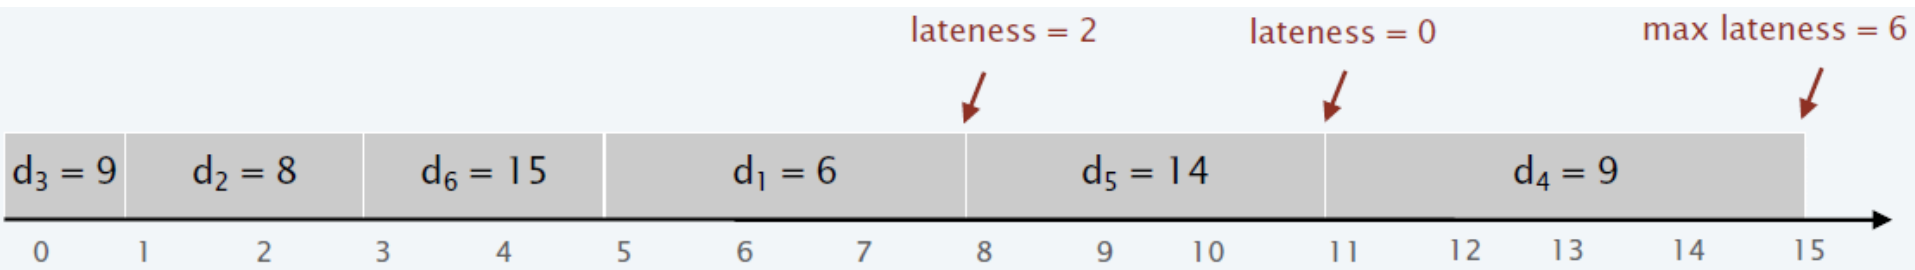 lateness = 2 lateness = 0 max lateness = 6
d₃ = 9 d₂ = 8 d₆ = 15 d₁ = 6 d₅ = 14 d₄ = 9
0 1 2 3 4 5 6 7 8 9 10 11 12 13 14 15